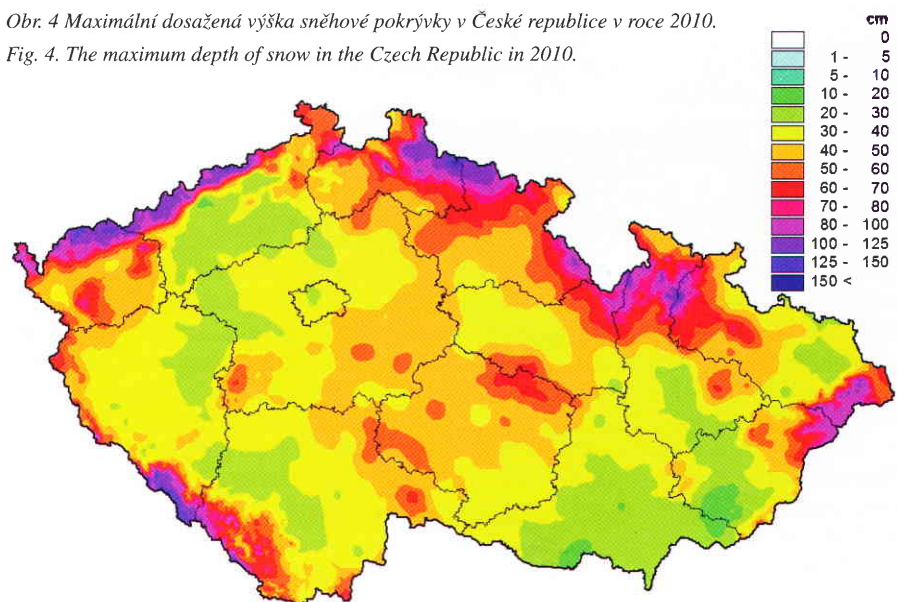 Obr. 4 Maximální dosažená výška sněhové pokrývky v České republice v roce 2010.
Fig. 4. The maximum depth of snow in the Czech Republic in 2010.
cm
0
1 - 5
5 - 10
10 - 20
20 - 30
30 - 40
40 - 50
50 - 60
60 - 70
70 - 80
80 - 100
100 - 125
125 - 150
150 <